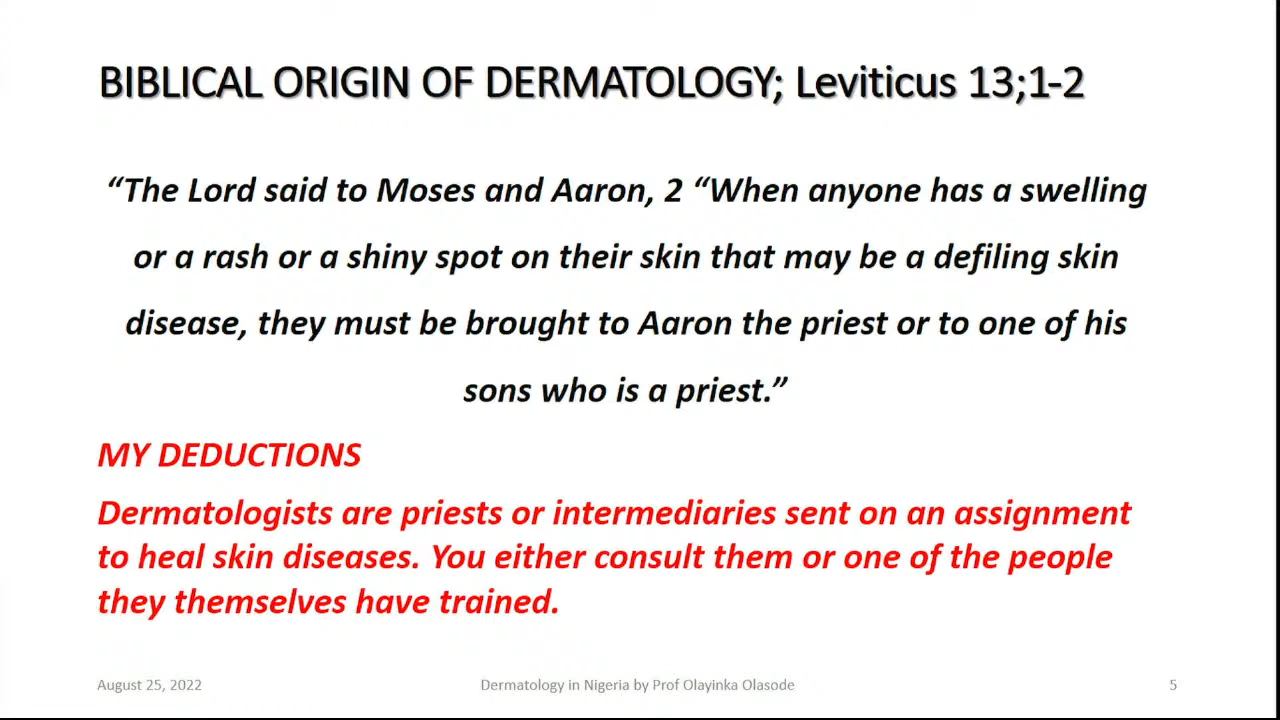 BIBLICAL ORIGIN OF DERMATOLOGY; Leviticus 13;1-2
“The Lord said to Moses and Aaron, 2 “When anyone has a swelling
or a rash or a shiny spot on their skin that may be a defiling skin
disease, they must be brought to Aaron the priest or to one of his
sons who is a priest.”
MY DEDUCTIONS
Dermatologists are priests or intermediaries sent on an assignment
to heal skin diseases. You either consult them or one of the people
they themselves have trained.
August 25, 2022
Dermatology in Nigeria by Prof Olayinka Olasode
5